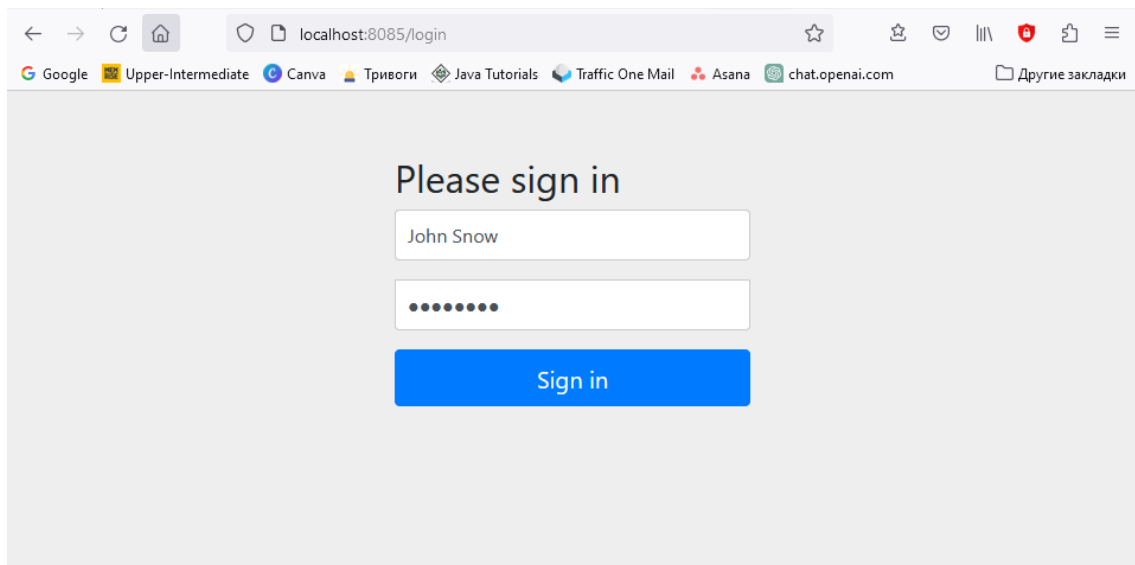 localhost:8085/login
Google Upper-Intermediate Canva Тривоги Java Tutorials Traffic One Mail Asana chat.openai.com Другие закладки
Please sign in
John Snow
●●●●●●●●
Sign in